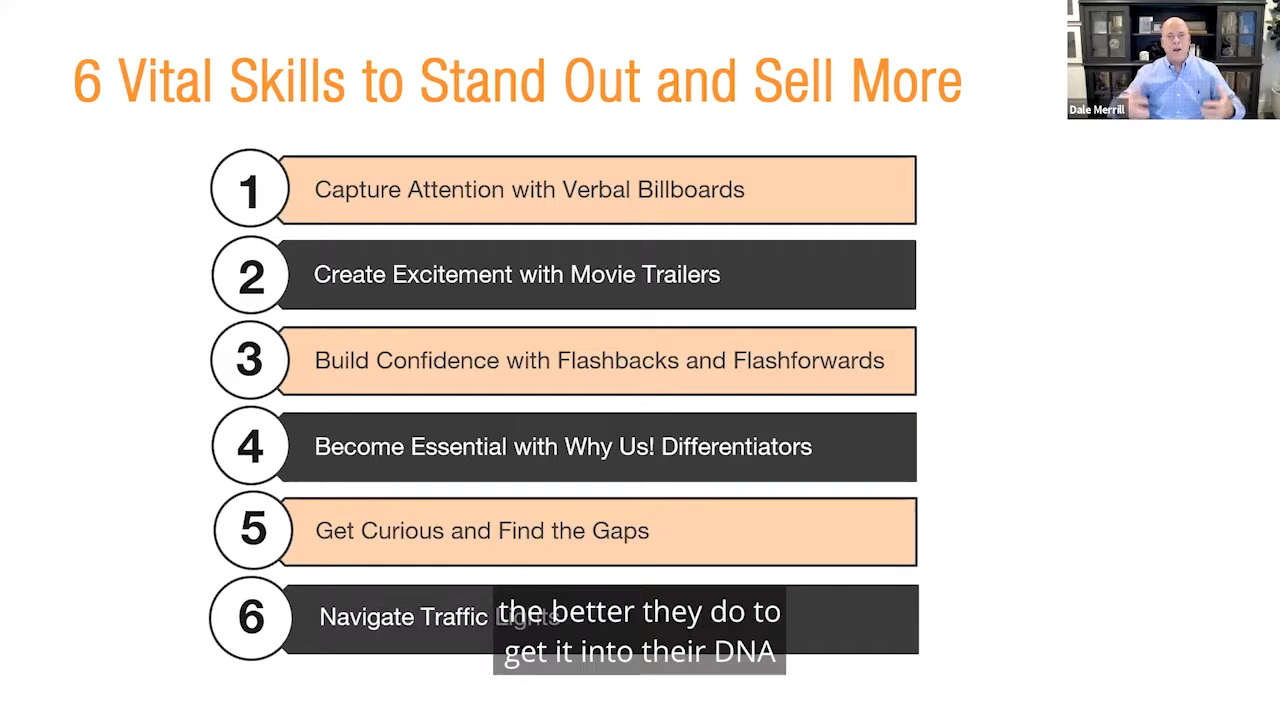 6 Vital Skills to Stand Out and Sell More
Dale Merrill
1 Capture Attention with Verbal Billboards
2 Create Excitement with Movie Trailers
3 Build Confidence with Flashbacks and Flashforwards
4 Become Essential with Why Us! Differentiators
5 Get Curious and Find the Gaps
6 Navigate Traffic Lights
the better they do to
get it into their DNA